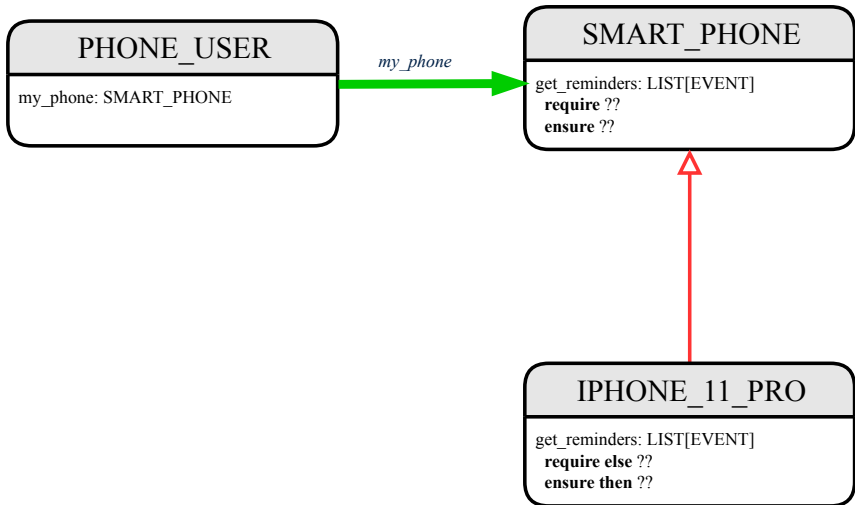 PHONE_USER
my_phone: SMART_PHONE
my_phone
SMART_PHONE
get_reminders: LIST[EVENT]
require ??
ensure ??
IPHONE_11_PRO
get_reminders: LIST[EVENT]
require else ??
ensure then ??